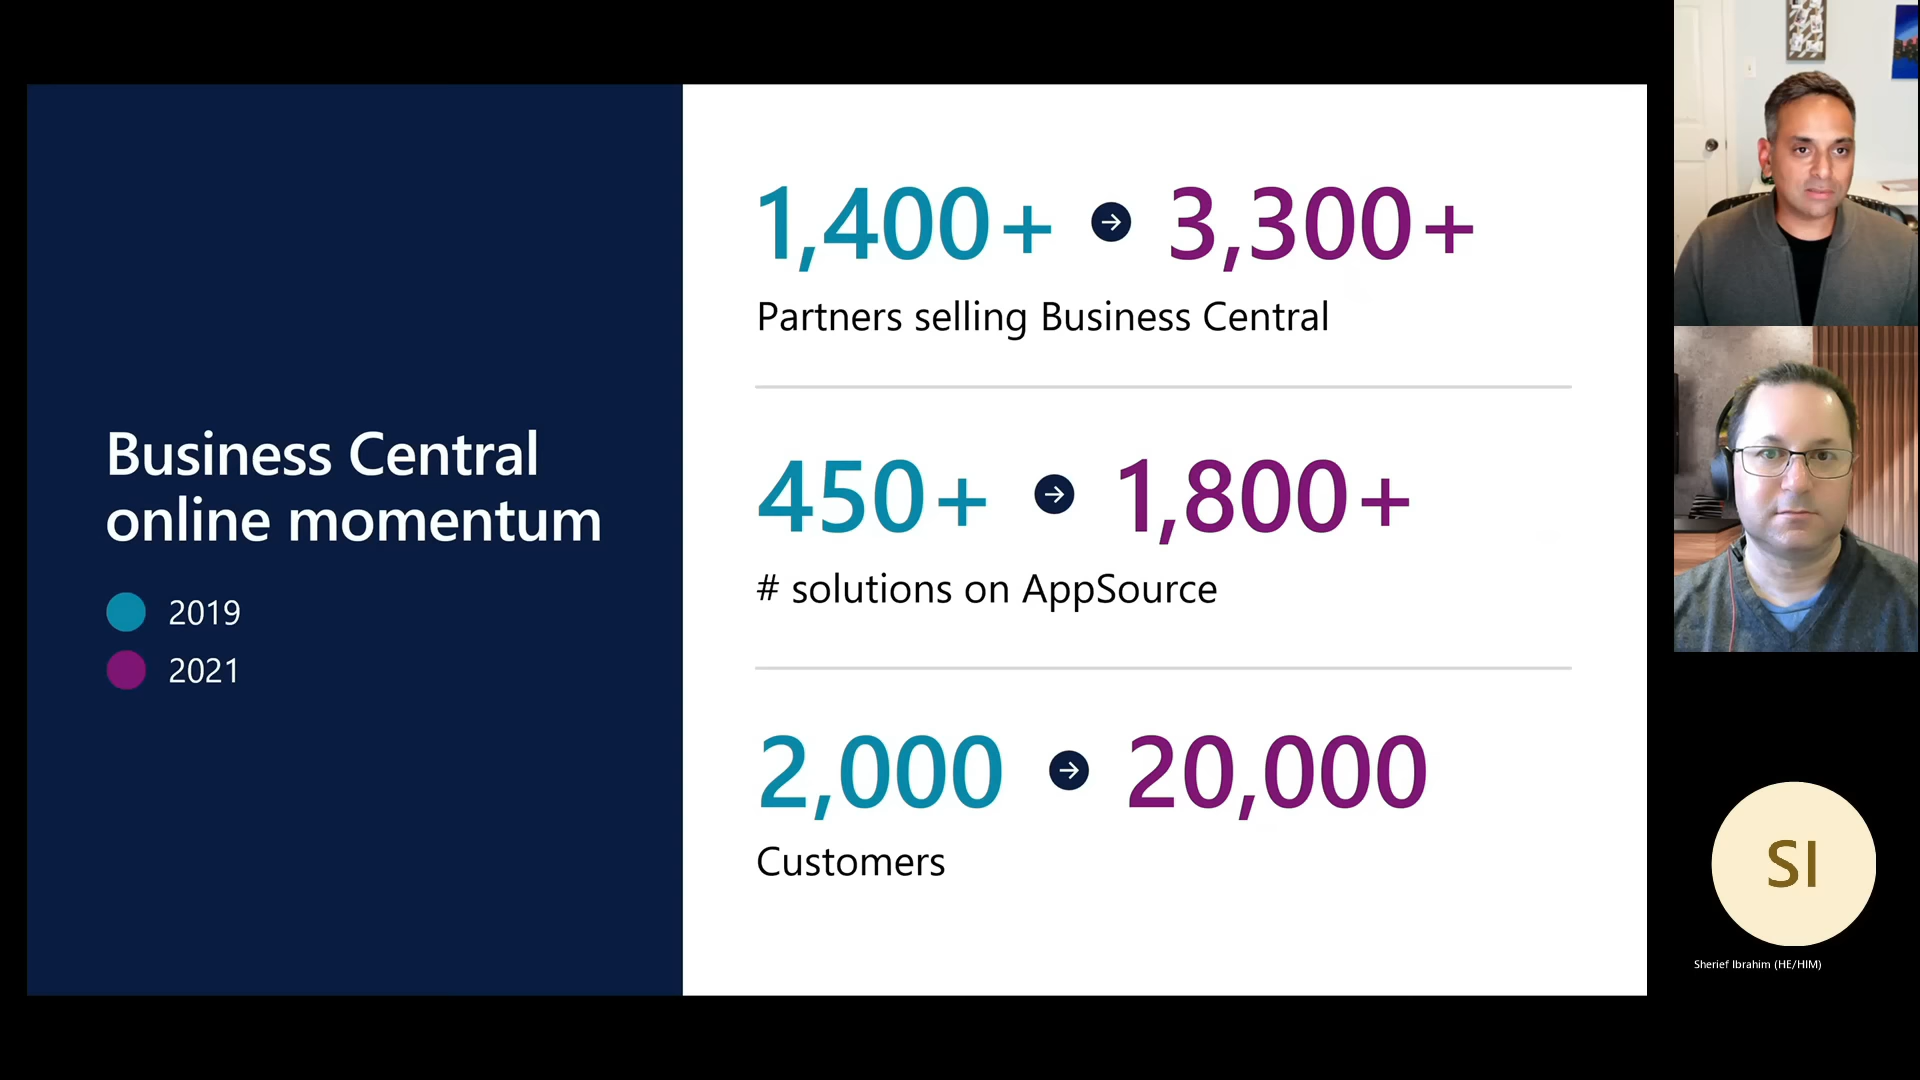 Business Central
online momentum
2019
2021
1,400+ → 3,300+
Partners selling Business Central
450+ → 1,800+
# solutions on AppSource
2,000 → 20,000
Customers
SI
Sherief Ibrahim (HE/HIM)